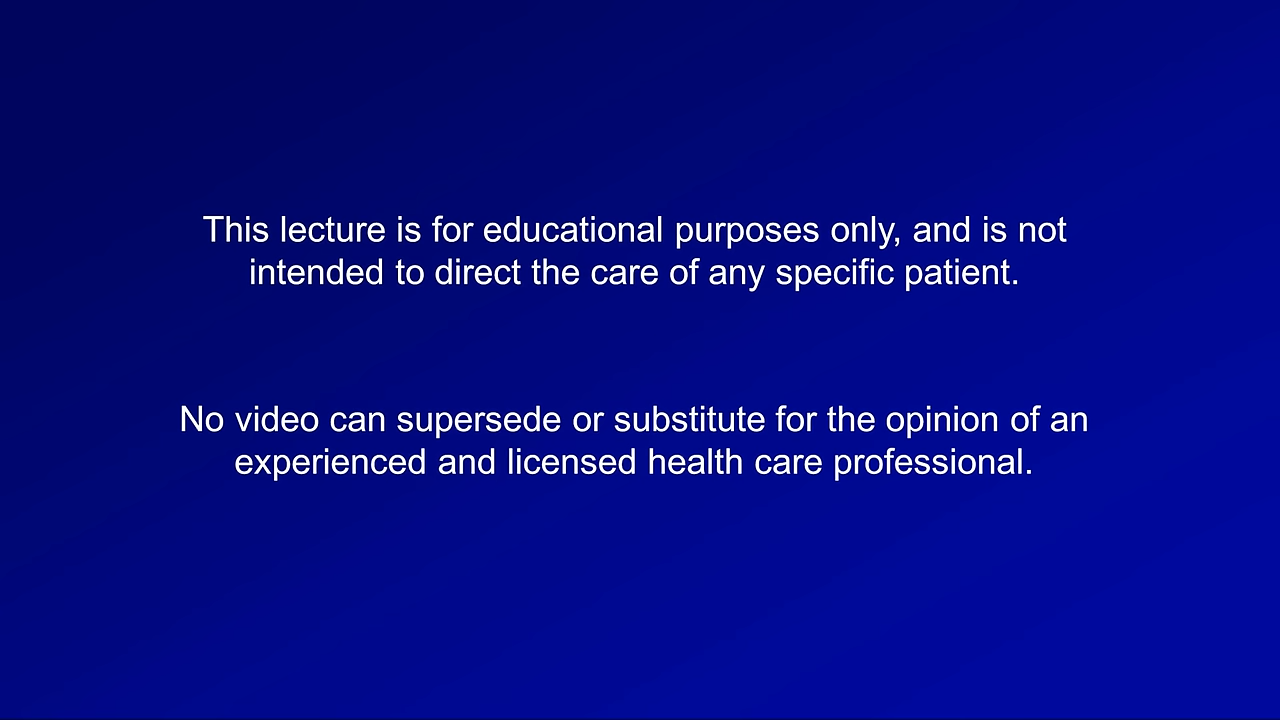 This lecture is for educational purposes only, and is not
intended to direct the care of any specific patient.
No video can supersede or substitute for the opinion of an
experienced and licensed health care professional.